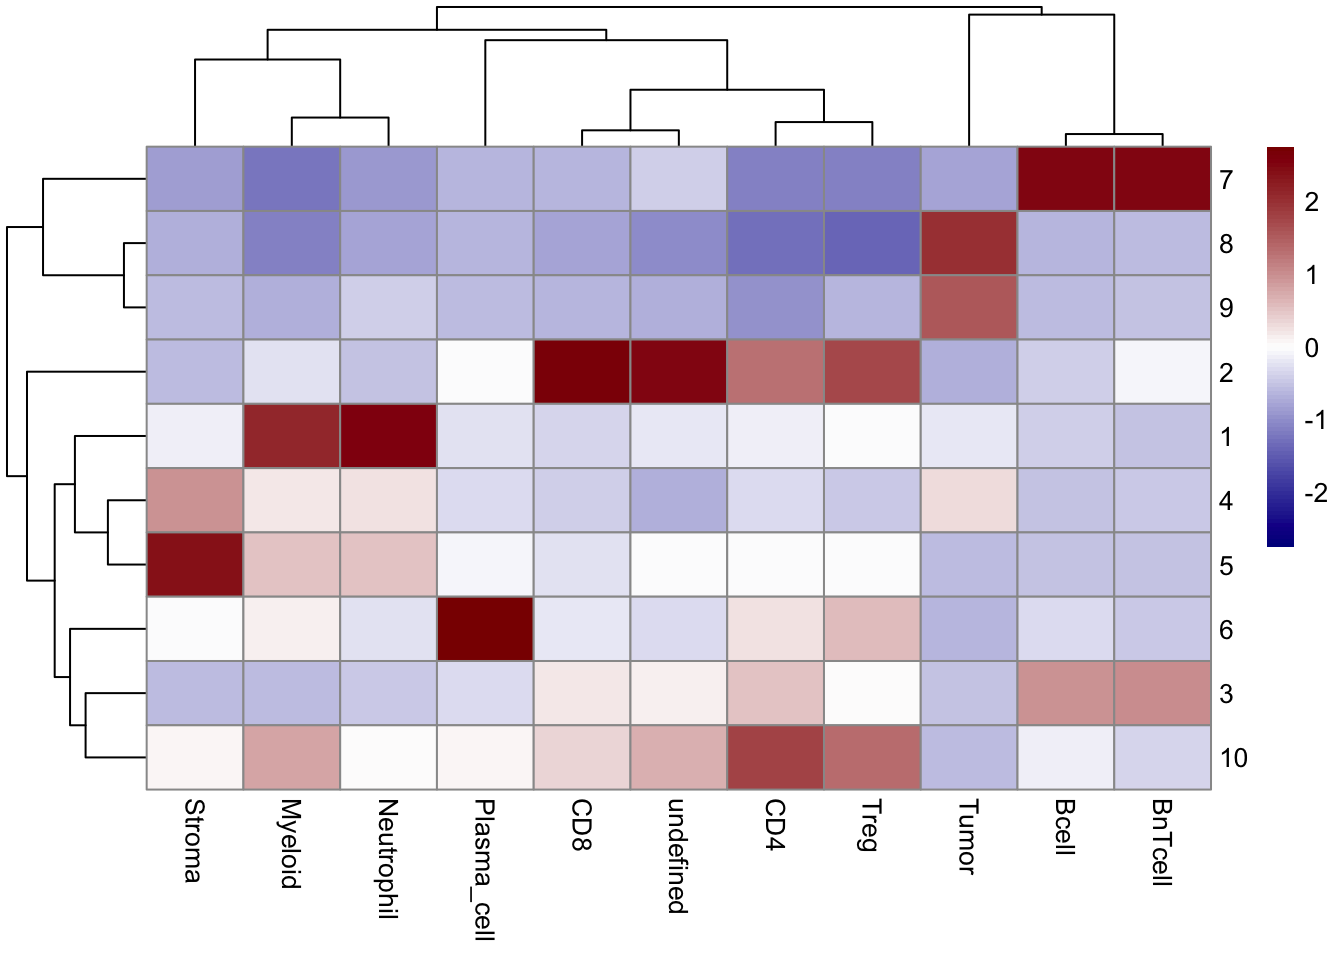 7
8
9
2
1
4
5
6
3
10
2
1
0
-1
-2
Stroma
Myeloid
Neutrophil
Plasma_cell
CD8
undefined
CD4
Treg
Tumor
Bcell
BnTcell